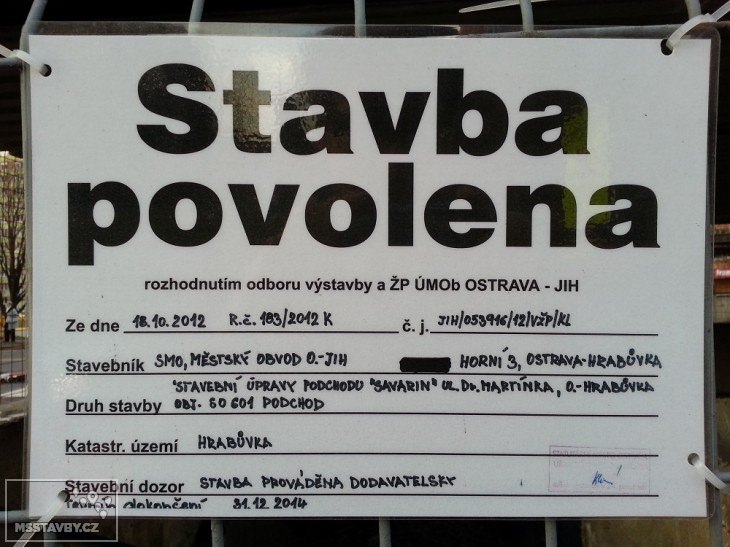 Stavba
povolena
rozhodnutím odboru výstavby a ŽP ÚMOb OSTRAVA - JIH
Ze dne 18.10.2012 R.č. 183/2012 K č. j. JIH/053916/12/VŽP/KL
Stavebník SMO, MĚSTSKÝ OBVOD O.-JIH HORNÍ 3, OSTRAVA-HRABŮVKA
"STAVEBNÍ ÚPRAVY PODCHODU "SAVARIN" UL. DR. MARTÍNKA, O.-HRABŮVKA
Druh stavby OBJ. SO 601 PODCHOD
Katastr. území HRABŮVKA
Stavební dozor STAVBA PROVÁDĚNA DODAVATELSKY
Termín dokončení 31.12.2014
MSSTAVBY.CZ